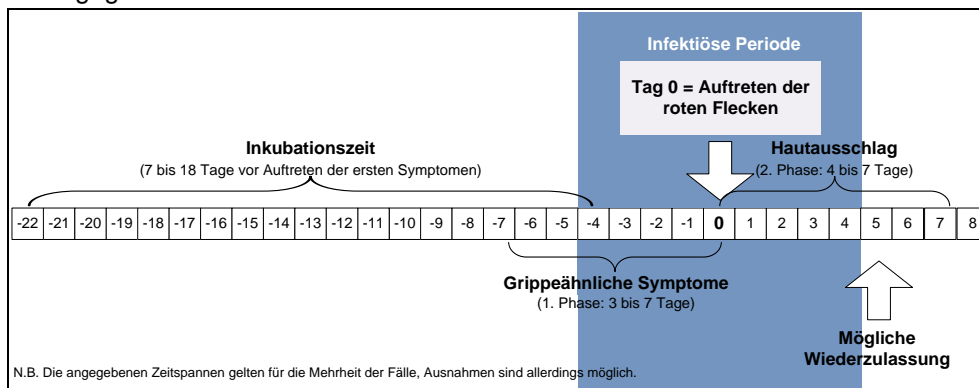 Infektiöse Periode
Tag 0 = Auftreten der
roten Flecken
Inkubationszeit
(7 bis 18 Tage vor Auftreten der ersten Symptomen)
Hautausschlag
(2. Phase: 4 bis 7 Tage)
-22 -21 -20 -19 -18 -17 -16 -15 -14 -13 -12 -11 -10 -9 -8 -7 -6 -5 -4 -3 -2 -1 0 1 2 3 4 5 6 7 8
Grippeähnliche Symptome
(1. Phase: 3 bis 7 Tage)
Mögliche
Wiederzulassung
N.B. Die angegebenen Zeitspannen gelten für die Mehrheit der Fälle, Ausnahmen sind allerdings möglich.